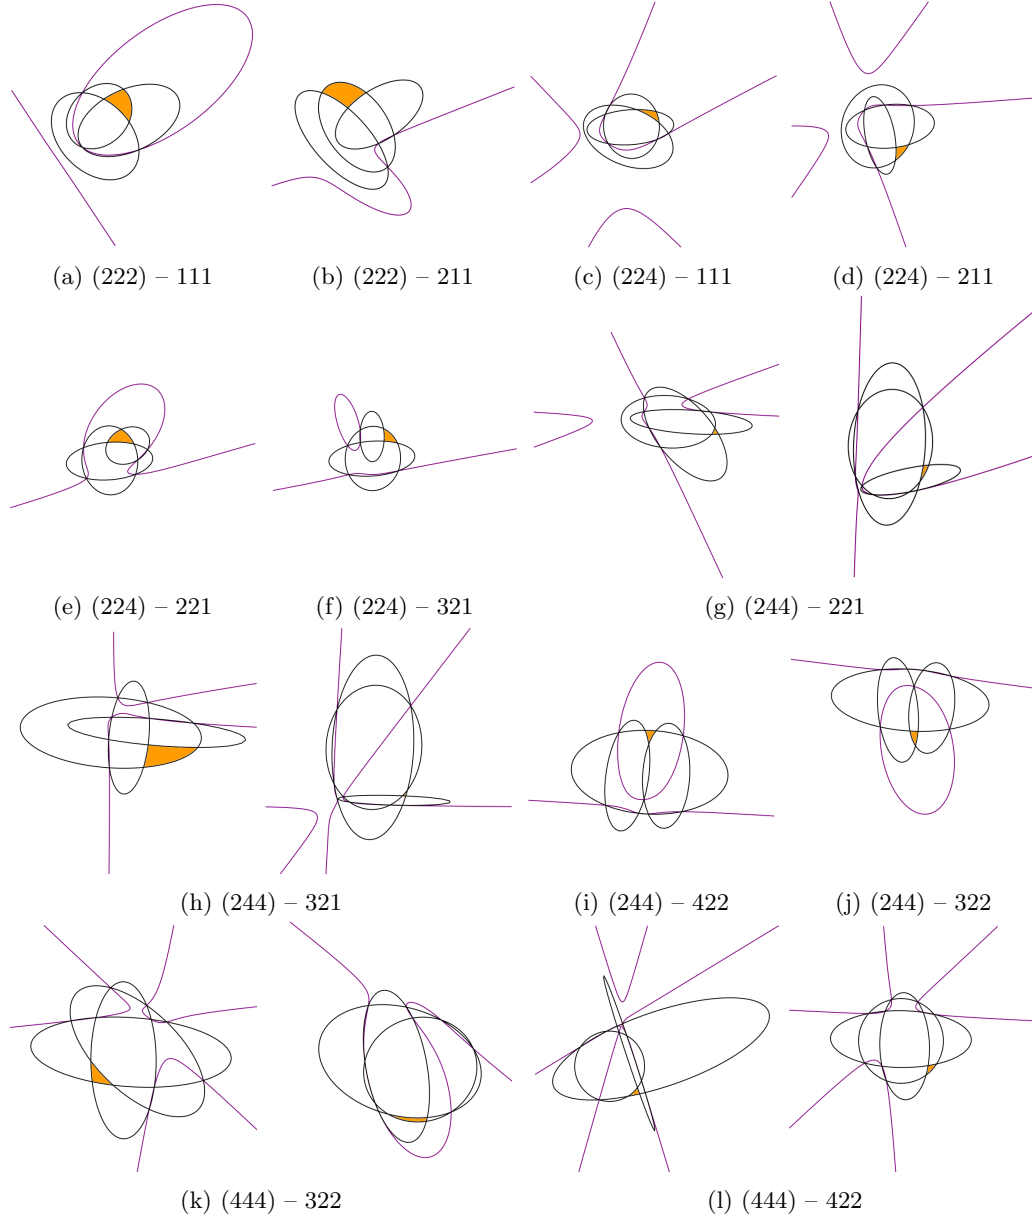 (a) (222) – 111
(b) (222) – 211
(c) (224) – 111
(d) (224) – 211
(e) (224) – 221
(f) (224) – 321
(g) (244) – 221
(h) (244) – 321
(i) (244) – 422
(j) (244) – 322
(k) (444) – 322
(l) (444) – 422